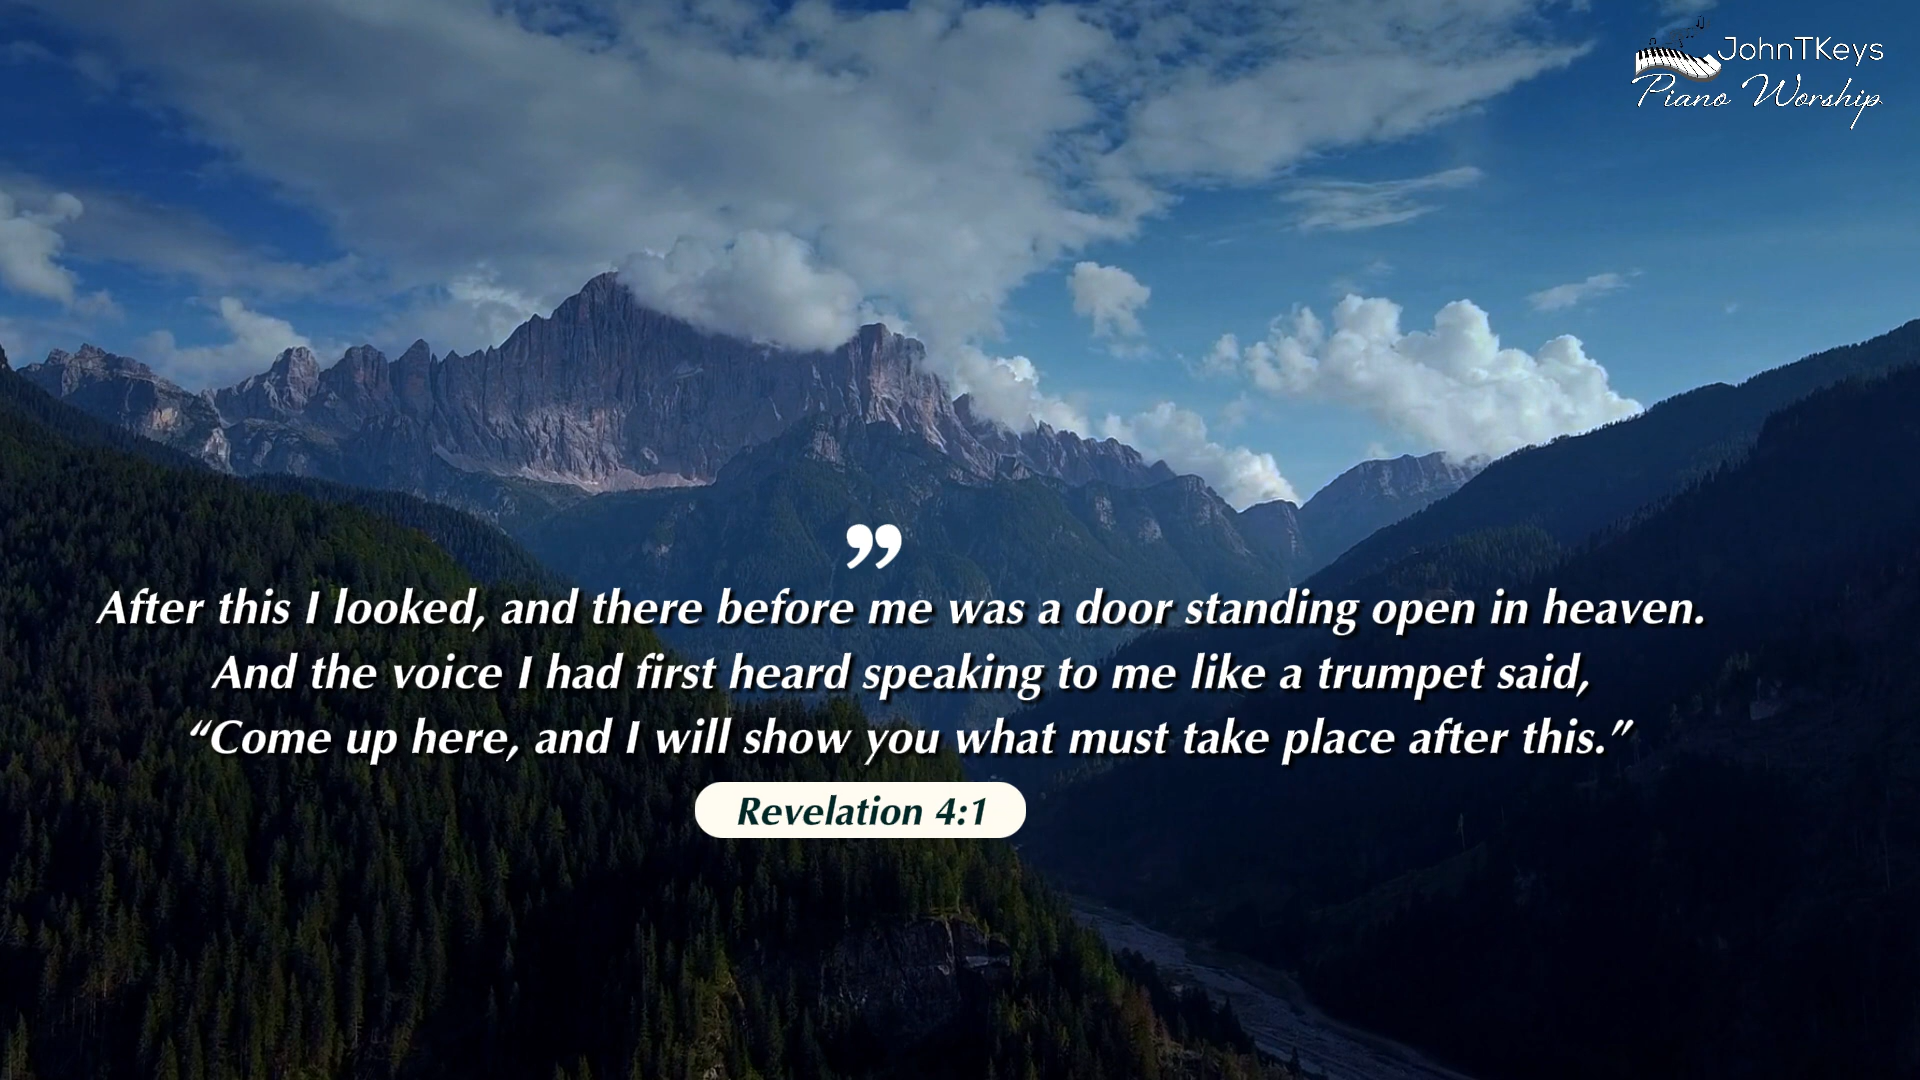 JohnTKeys
Piano Worship
”
After this I looked, and there before me was a door standing open in heaven.
And the voice I had first heard speaking to me like a trumpet said,
“Come up here, and I will show you what must take place after this.”
Revelation 4:1